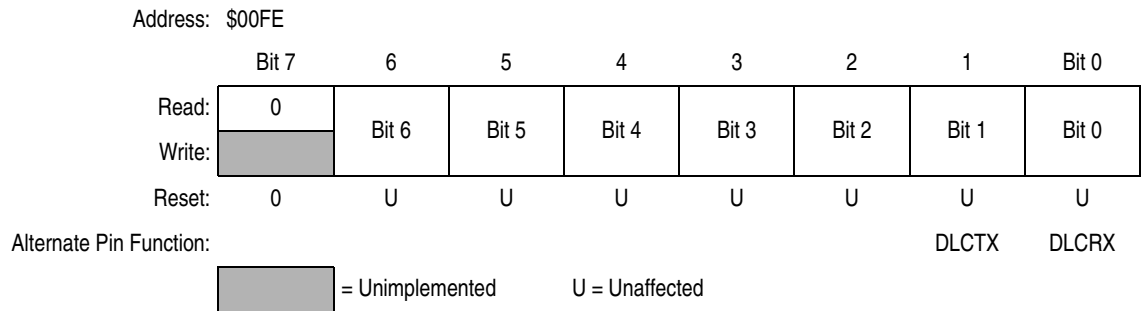 Address: $00FE
Bit 7 6 5 4 3 2 1 Bit 0
Read: 0
Bit 6 Bit 5 Bit 4 Bit 3 Bit 2 Bit 1 Bit 0
Write:
Reset: 0 U U U U U U U
Alternate Pin Function: DLCTX DLCRX
= Unimplemented U = Unaffected